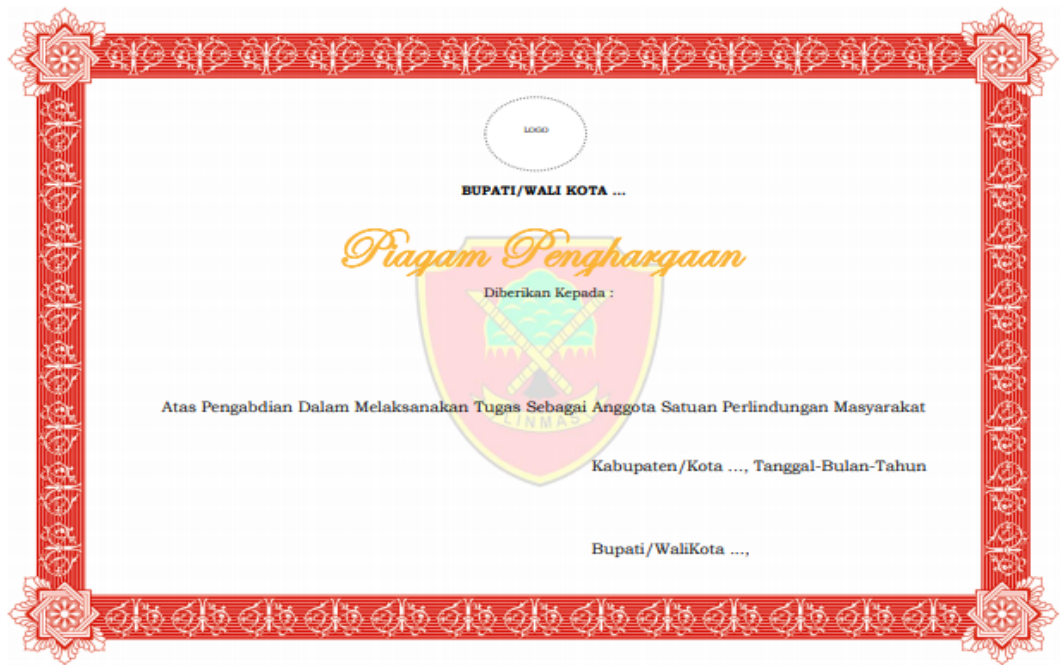 LOGO
BUPATI/WALI KOTA ...
Piagam Penghargaan
Diberikan Kepada :
Atas Pengabdian Dalam Melaksanakan Tugas Sebagai Anggota Satuan Perlindungan Masyarakat
LINMAS
Kabupaten/Kota ..., Tanggal-Bulan-Tahun
Bupati/WaliKota ...,